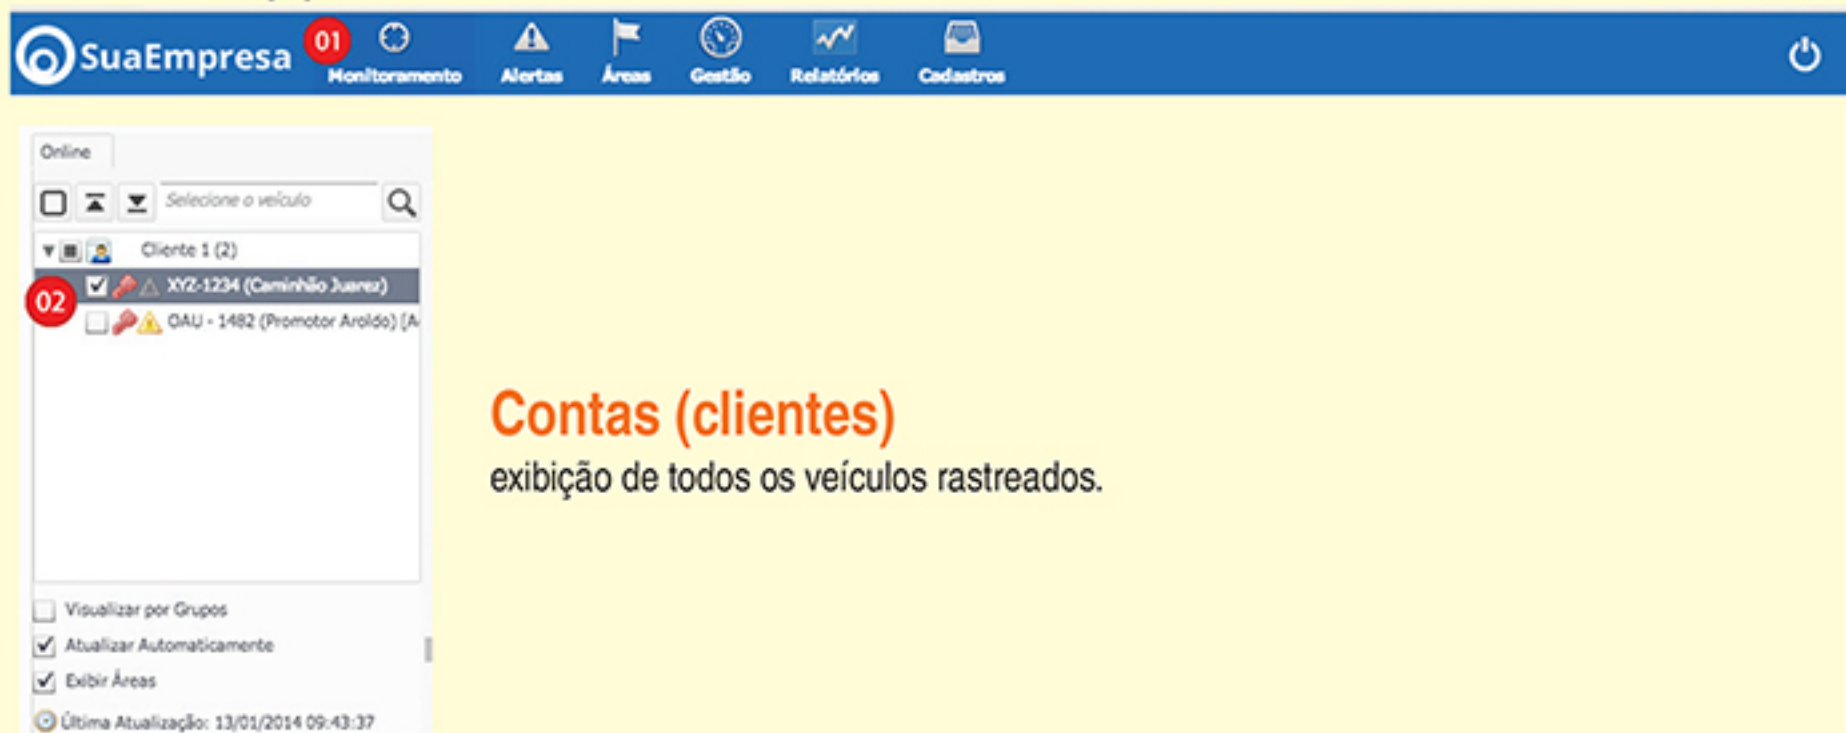 SuaEmpresa
01
Monitoramento
Alertas
Áreas
Gestão
Relatórios
Cadastros
Online
Selecione o veículo
Cliente 1 (2)
02
XYZ-1234 (Caminhão Juarez)
OAU - 1482 (Promotor Aroldo) [A
Contas (clientes)
exibição de todos os veículos rastreados.
Visualizar por Grupos
Atualizar Automaticamente
Exibir Áreas
Última Atualização: 13/01/2014 09:43:37